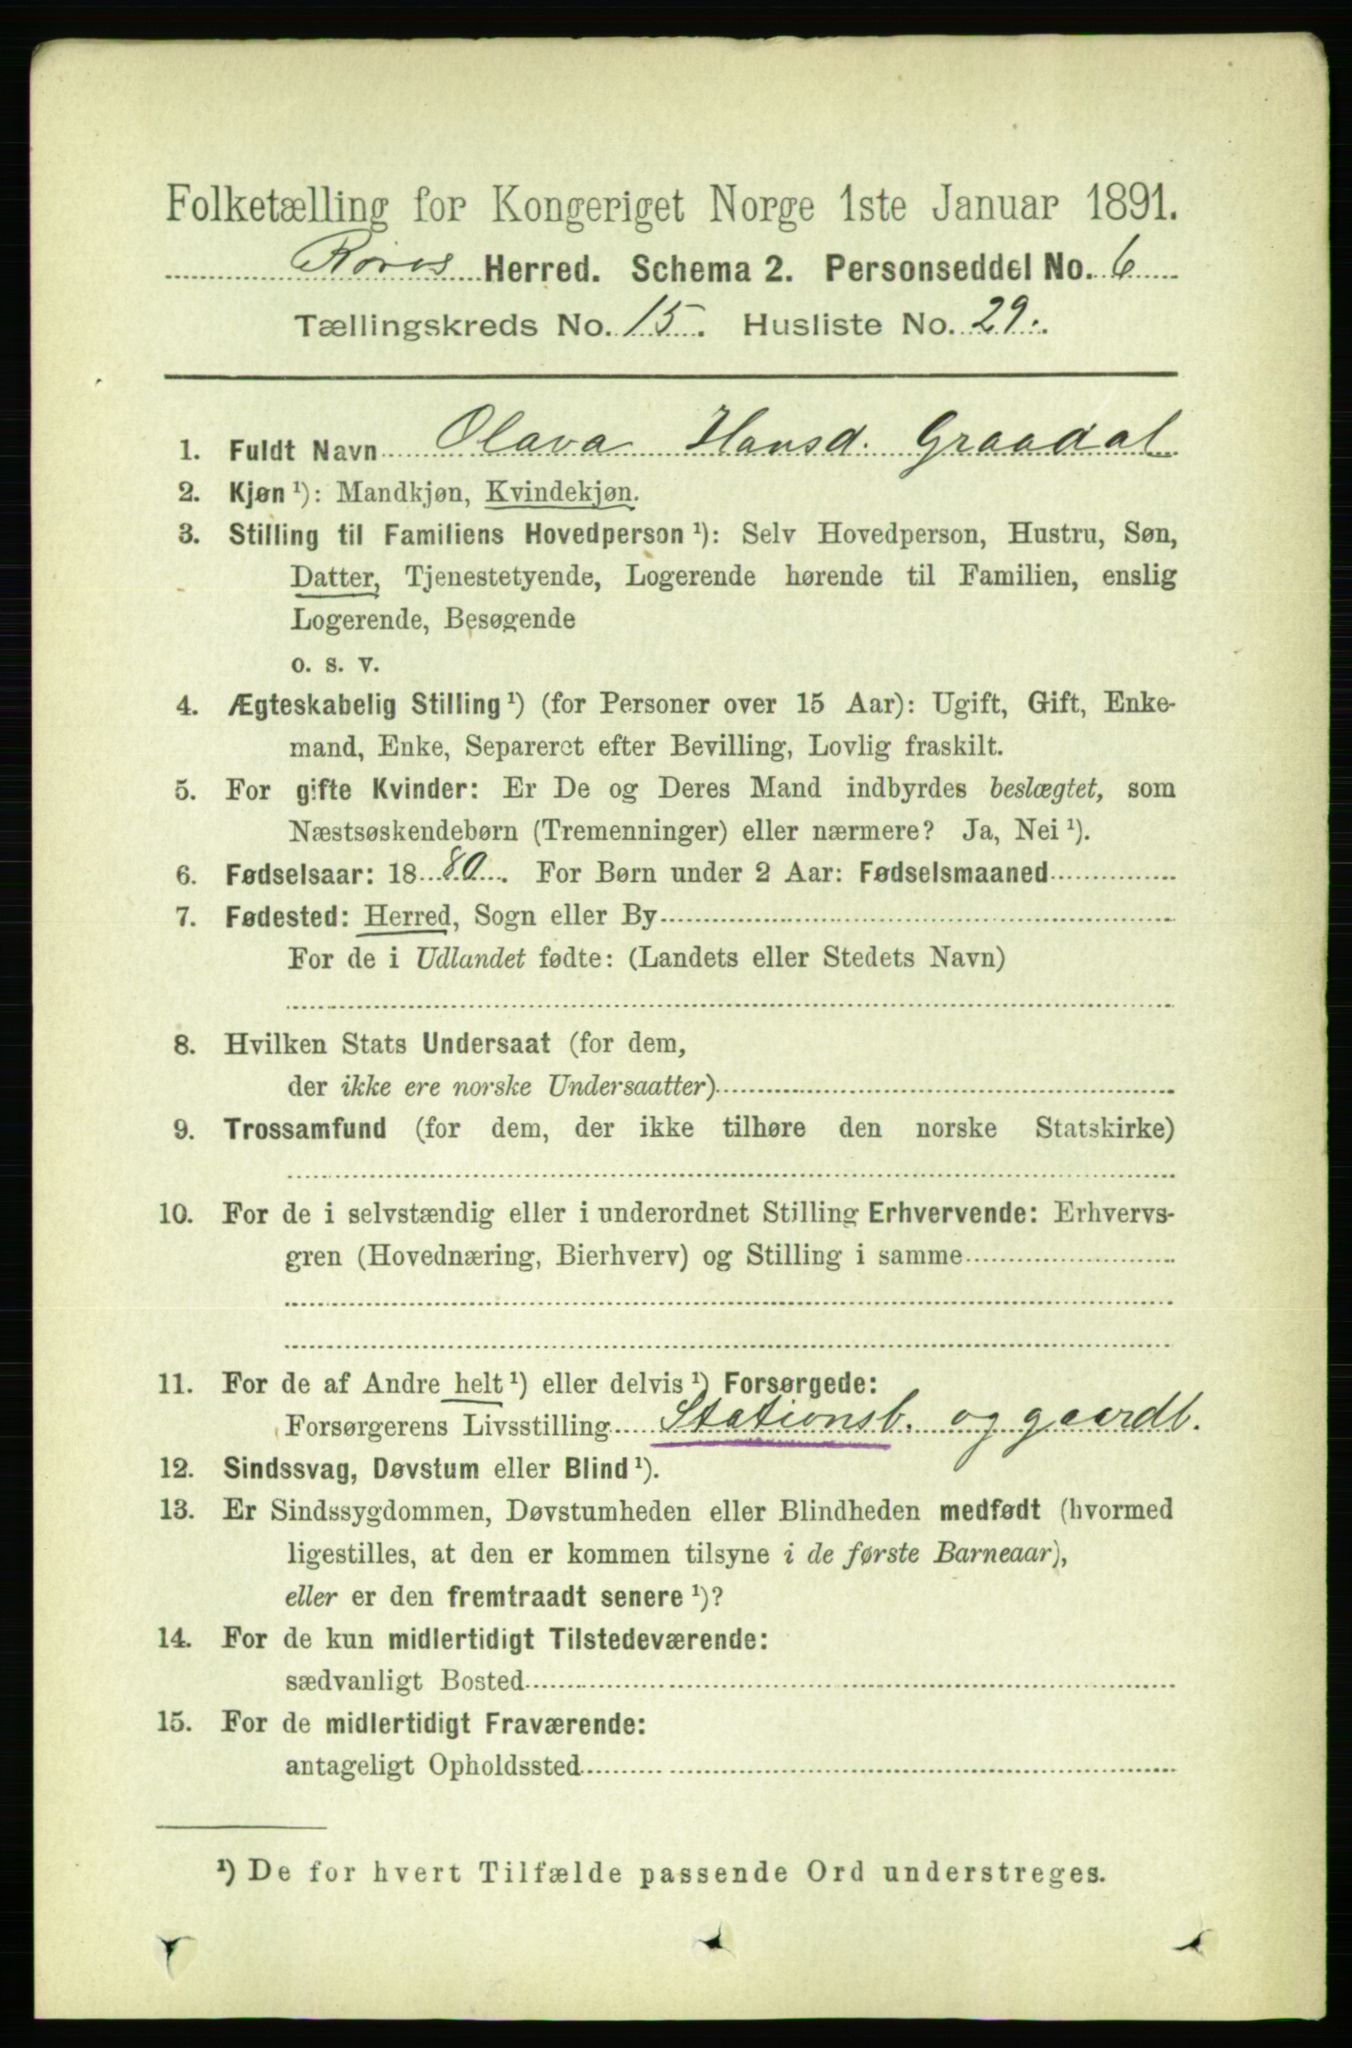 Folketælling for Kongeriget Norge 1ste Januar 1891.
Røros Herred. Schema 2. Personseddel No. 6
Tællingskreds No. 15. Husliste No. 29.
1. Fuldt Navn Olava Hansd. Graadal
2. Kjøn ¹): Mandkjøn, Kvindekjøn.
3. Stilling til Familiens Hovedperson ¹): Selv Hovedperson, Hustru, Søn,
Datter, Tjenestetyende, Logerende hørende til Familien, enslig
Logerende, Besøgende
o. s. v.
4. Ægteskabelig Stilling ¹) (for Personer over 15 Aar): Ugift, Gift, Enke-
mand, Enke, Separeret efter Bevilling, Lovlig fraskilt.
5. For gifte Kvinder: Er De og Deres Mand indbyrdes beslægtet, som
Næstsøskendebørn (Tremenninger) eller nærmere? Ja, Nei ¹).
6. Fødselsaar: 1880. For Børn under 2 Aar: Fødselsmaaned
7. Fødested: Herred, Sogn eller By
For de i Udlandet fødte: (Landets eller Stedets Navn)
8. Hvilken Stats Undersaat (for dem,
der ikke ere norske Undersaatter)
9. Trossamfund (for dem, der ikke tilhøre den norske Statskirke)
10. For de i selvstændig eller i underordnet Stilling Erhvervende: Erhvervs-
gren (Hovednæring, Bierhverv) og Stilling i samme
11. For de af Andre helt ¹) eller delvis ¹) Forsørgede:
Forsørgerens Livsstilling Stationsb. og gaardb.
12. Sindssvag, Døvstum eller Blind ¹).
13. Er Sindssygdommen, Døvstumheden eller Blindheden medfødt (hvormed
ligestilles, at den er kommen tilsyne i de første Barneaar),
eller er den fremtraadt senere ¹)?
14. For de kun midlertidigt Tilstedeværende:
sædvanligt Bosted
15. For de midlertidigt Fraværende:
antageligt Opholdssted
¹) De for hvert Tilfælde passende Ord understreges.